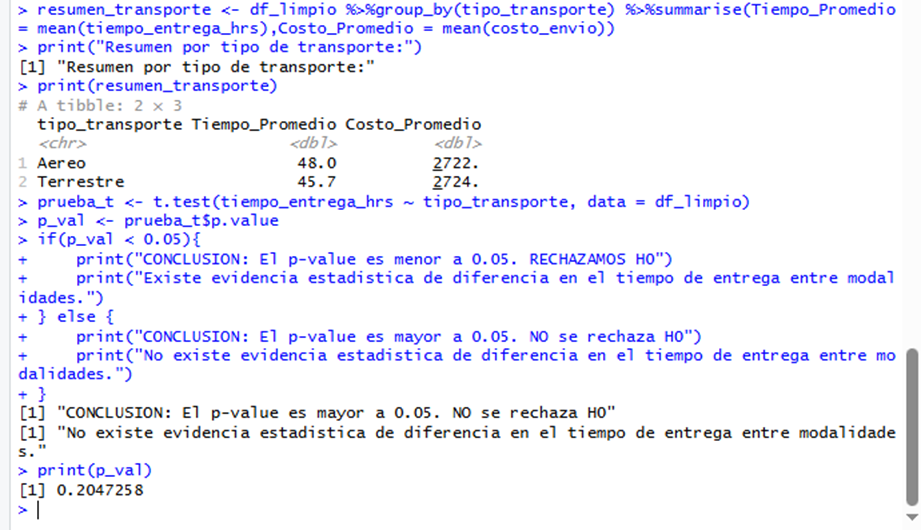 > resumen_transporte <- df_limpio %>%group_by(tipo_transporte) %>%summarise(Tiempo_Promedio
= mean(tiempo_entrega_hrs),Costo_Promedio = mean(costo_envio))
> print("Resumen por tipo de transporte:")
[1] "Resumen por tipo de transporte:"
> print(resumen_transporte)
# A tibble: 2 × 3
  tipo_transporte Tiempo_Promedio Costo_Promedio
  <chr>                     <dbl>          <dbl>
1 Aereo                      48.0          2722.
2 Terrestre                  45.7          2724.
> prueba_t <- t.test(tiempo_entrega_hrs ~ tipo_transporte, data = df_limpio)
> p_val <- prueba_t$p.value
> if(p_val < 0.05){
+     print("CONCLUSION: El p-value es menor a 0.05. RECHAZAMOS H0")
+     print("Existe evidencia estadistica de diferencia en el tiempo de entrega entre modal
idades.")
+ } else {
+     print("CONCLUSION: El p-value es mayor a 0.05. NO se rechaza H0")
+     print("No existe evidencia estadistica de diferencia en el tiempo de entrega entre mo
dalidades.")
+ }
[1] "CONCLUSION: El p-value es mayor a 0.05. NO se rechaza H0"
[1] "No existe evidencia estadistica de diferencia en el tiempo de entrega entre modalidade
s."
> print(p_val)
[1] 0.2047258
>